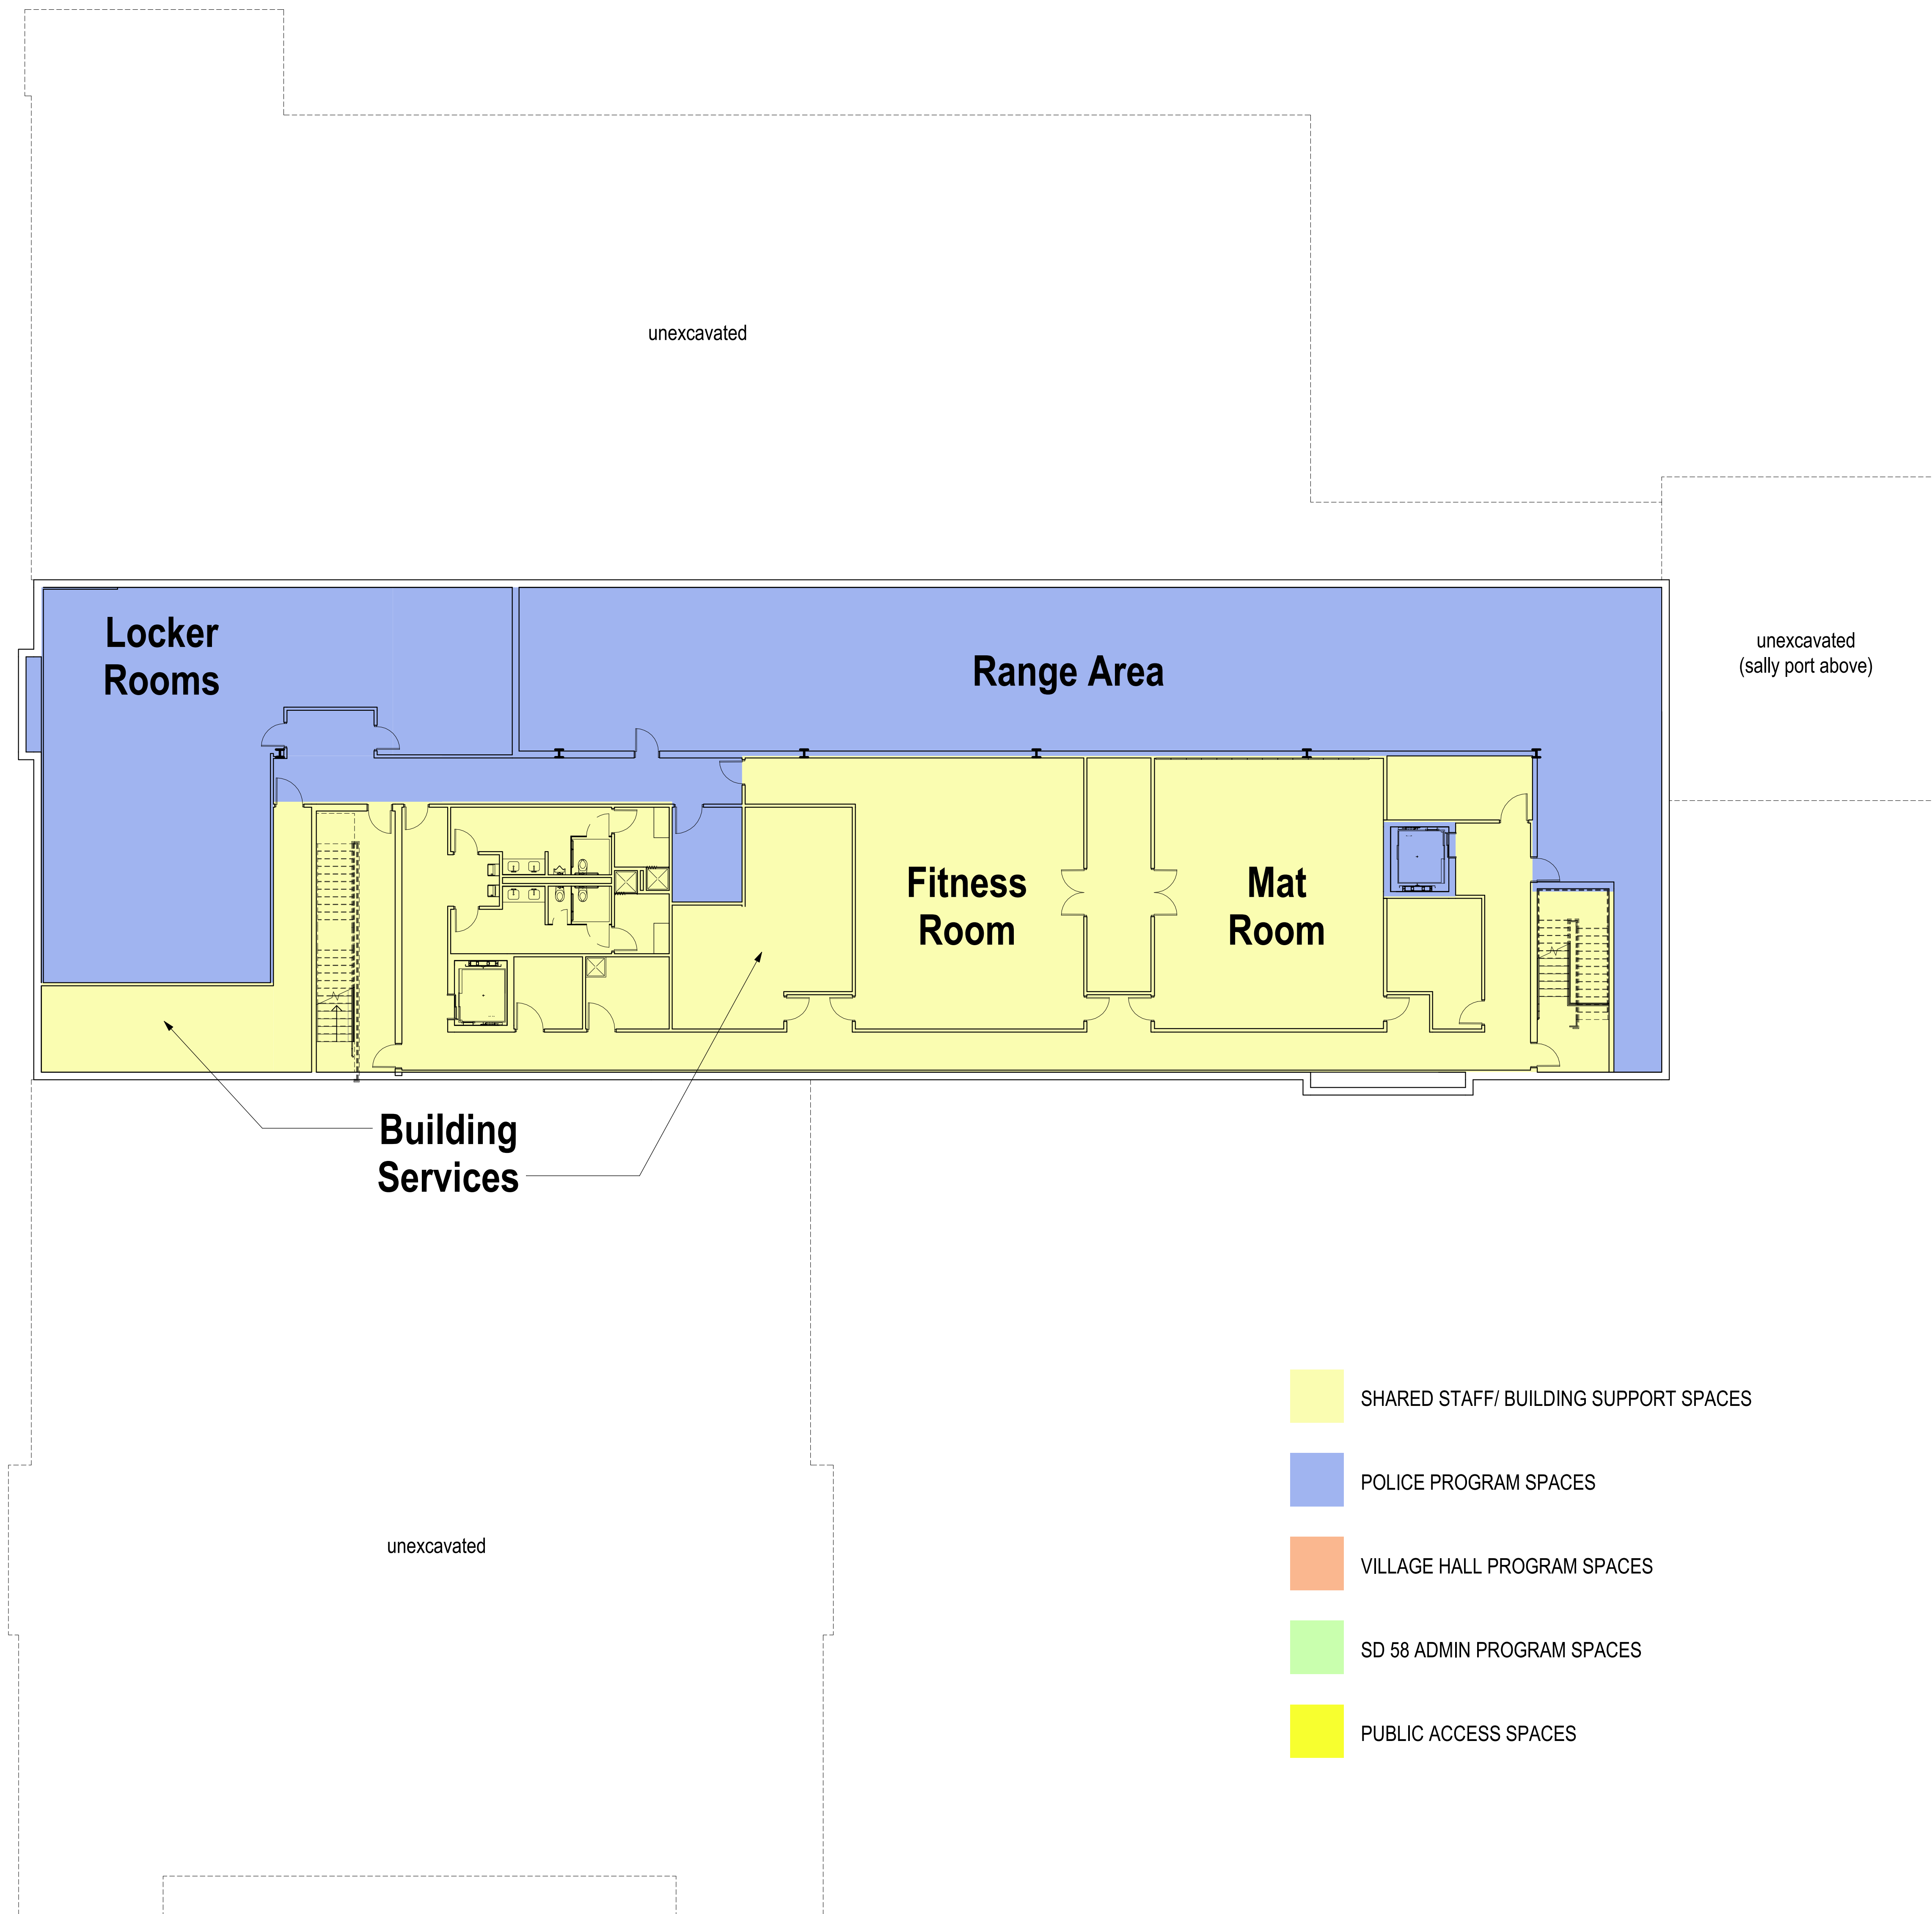 unexcavated
Locker
Rooms
Range Area
unexcavated
(sally port above)
Fitness
Room
Mat
Room
Building
Services
SHARED STAFF/ BUILDING SUPPORT SPACES
POLICE PROGRAM SPACES
unexcavated
VILLAGE HALL PROGRAM SPACES
SD 58 ADMIN PROGRAM SPACES
PUBLIC ACCESS SPACES